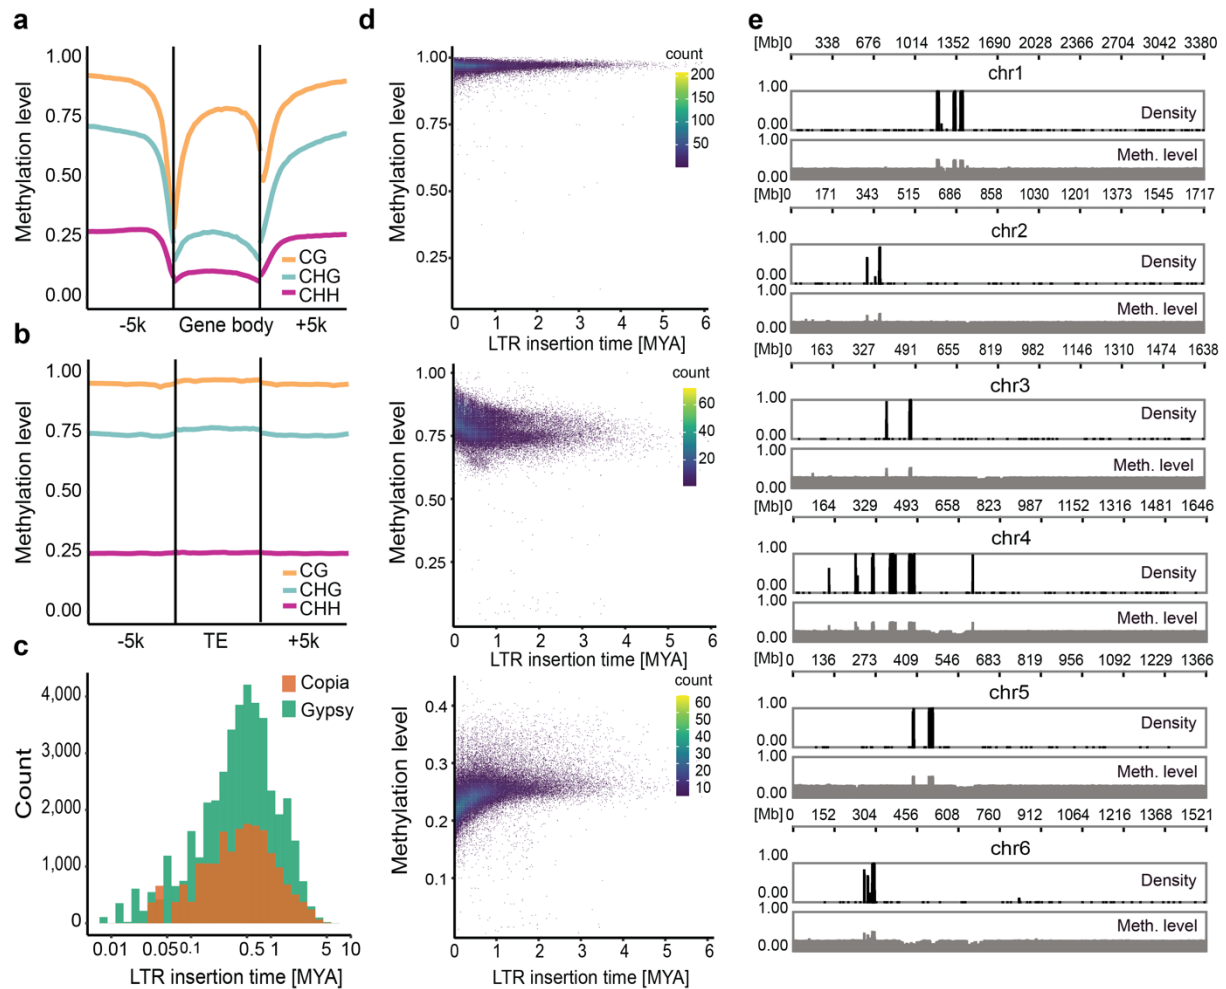 a
1.00
0.75
0.50
0.25
0.00
Methylation level
CG
CHG
CHH
-5k Gene body +5k
b
1.00
0.75
0.50
0.25
0.00
Methylation level
CG
CHG
CHH
-5k TE +5k
c
4,000
3,000
2,000
1,000
0
Count
Copia
Gypsy
0.01 0.05 0.1 0.5 1 5 10
LTR insertion time [MYA]
d
1.00
0.75
0.50
0.25
Methylation level
count
200
150
100
50
0 1 2 3 4 5 6
LTR insertion time [MYA]
1.00
0.75
0.50
0.25
Methylation level
count
60
40
20
0 1 2 3 4 5 6
LTR insertion time [MYA]
0.4
0.3
0.2
0.1
Methylation level
count
60
50
40
30
20
10
0 1 2 3 4 5 6
LTR insertion time [MYA]
e
[Mb] 0 338 676 1014 1352 1690 2028 2366 2704 3042 3380
chr1
1.00
Density
0.00
1.00
Meth. level
0.00
[Mb] 0 171 343 515 686 858 1030 1201 1373 1545 1717
chr2
1.00
Density
0.00
1.00
Meth. level
0.00
[Mb] 0 163 327 491 655 819 982 1146 1310 1474 1638
chr3
1.00
Density
0.00
1.00
Meth. level
0.00
[Mb] 0 164 329 493 658 823 987 1152 1316 1481 1646
chr4
1.00
Density
0.00
1.00
Meth. level
0.00
[Mb] 0 136 273 409 546 683 819 956 1092 1229 1366
chr5
1.00
Density
0.00
1.00
Meth. level
0.00
[Mb] 0 152 304 456 608 760 912 1064 1216 1368 1521
chr6
1.00
Density
0.00
1.00
Meth. level
0.00